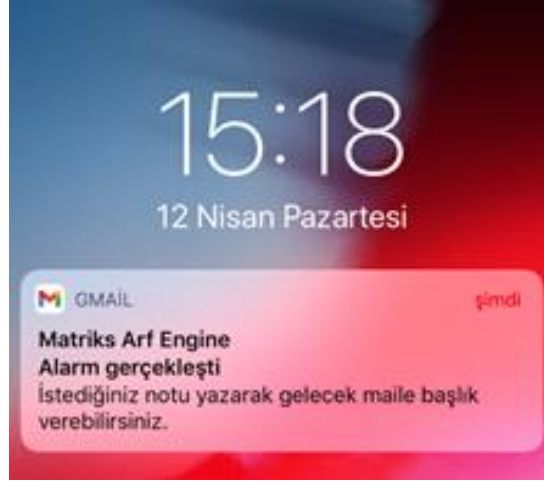 15:18
12 Nisan Pazartesi
GMAİL
şimdi
Matriks Arf Engine
Alarm gerçekleşti
İstediğiniz notu yazarak gelecek maile başlık
verebilirsiniz.